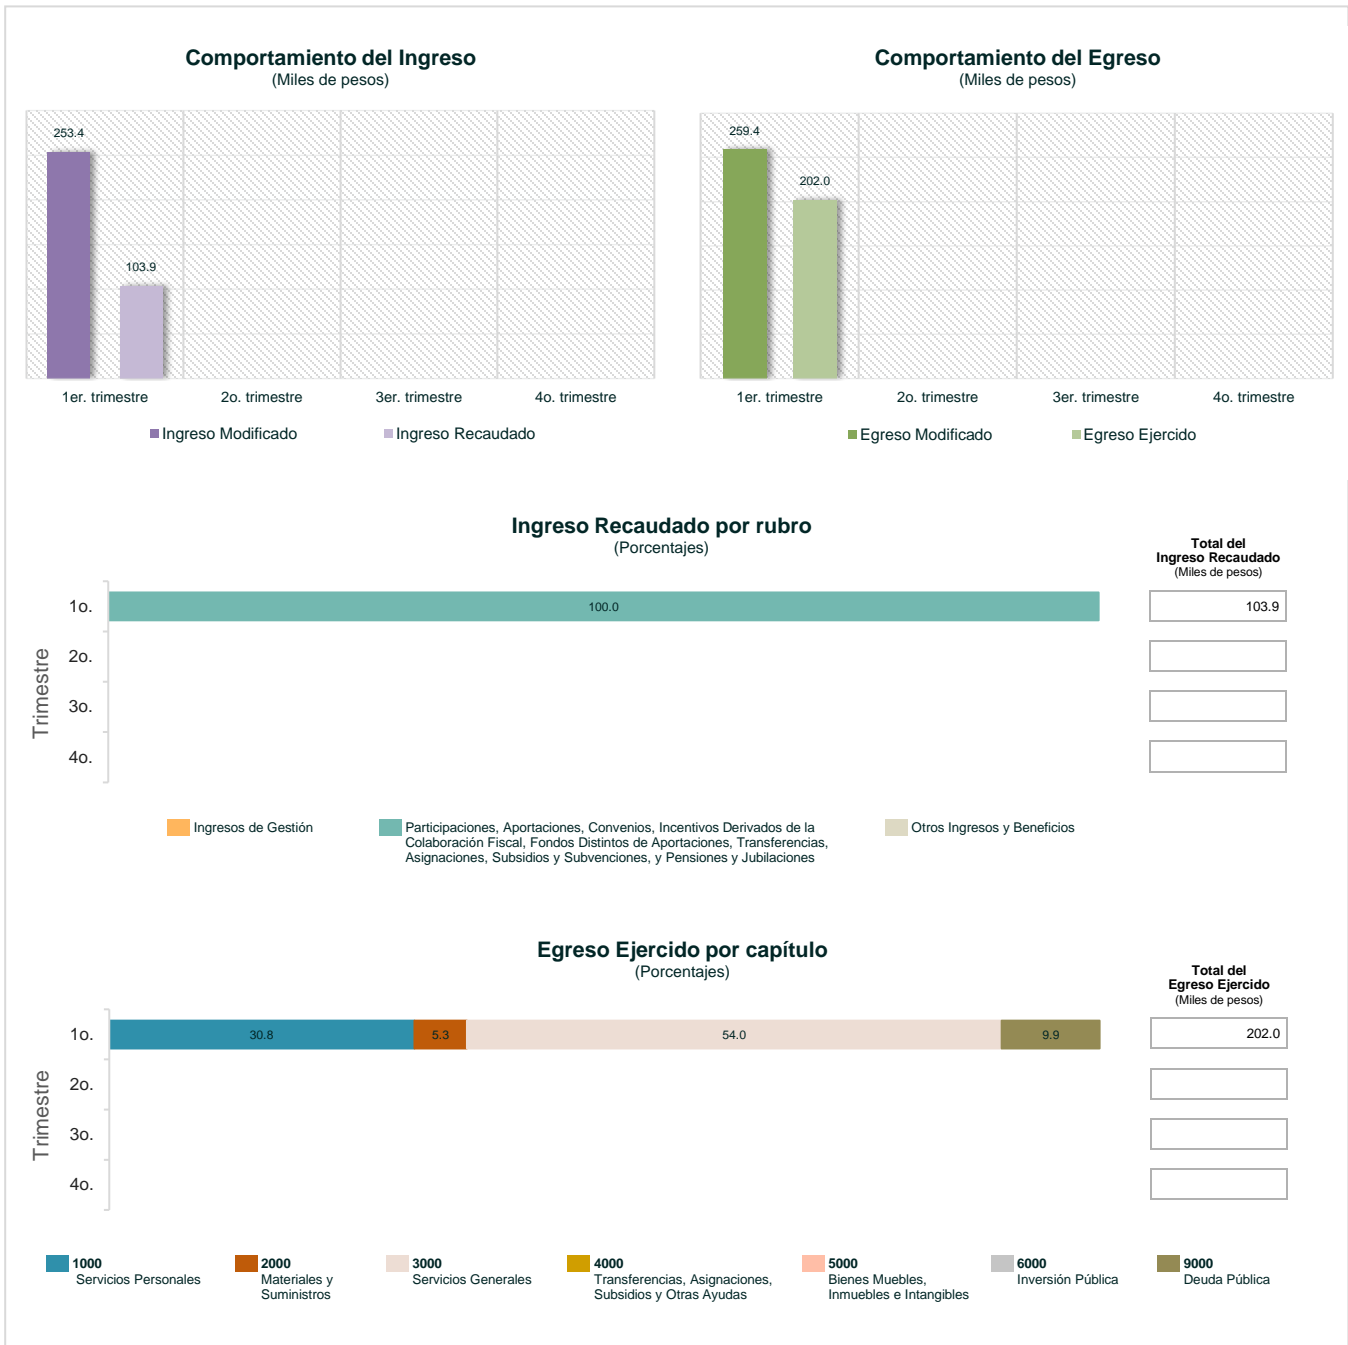 Comportamiento del Ingreso
(Miles de pesos)
253.4
103.9
1er. trimestre 2o. trimestre 3er. trimestre 4o. trimestre
Ingreso Modificado Ingreso Recaudado
Comportamiento del Egreso
(Miles de pesos)
259.4
202.0
1er. trimestre 2o. trimestre 3er. trimestre 4o. trimestre
Egreso Modificado Egreso Ejercido
Ingreso Recaudado por rubro
(Porcentajes)
Total del
Ingreso Recaudado
(Miles de pesos)
Trimestre
1o. 100.0 103.9
2o.
3o.
4o.
Ingresos de Gestión
Participaciones, Aportaciones, Convenios, Incentivos Derivados de la
Colaboración Fiscal, Fondos Distintos de Aportaciones, Transferencias,
Asignaciones, Subsidios y Subvenciones, y Pensiones y Jubilaciones
Otros Ingresos y Beneficios
Egreso Ejercido por capítulo
(Porcentajes)
Total del
Egreso Ejercido
(Miles de pesos)
Trimestre
1o. 30.8 5.3 54.0 9.9 202.0
2o.
3o.
4o.
1000
Servicios Personales
2000
Materiales y
Suministros
3000
Servicios Generales
4000
Transferencias, Asignaciones,
Subsidios y Otras Ayudas
5000
Bienes Muebles,
Inmuebles e Intangibles
6000
Inversión Pública
9000
Deuda Pública